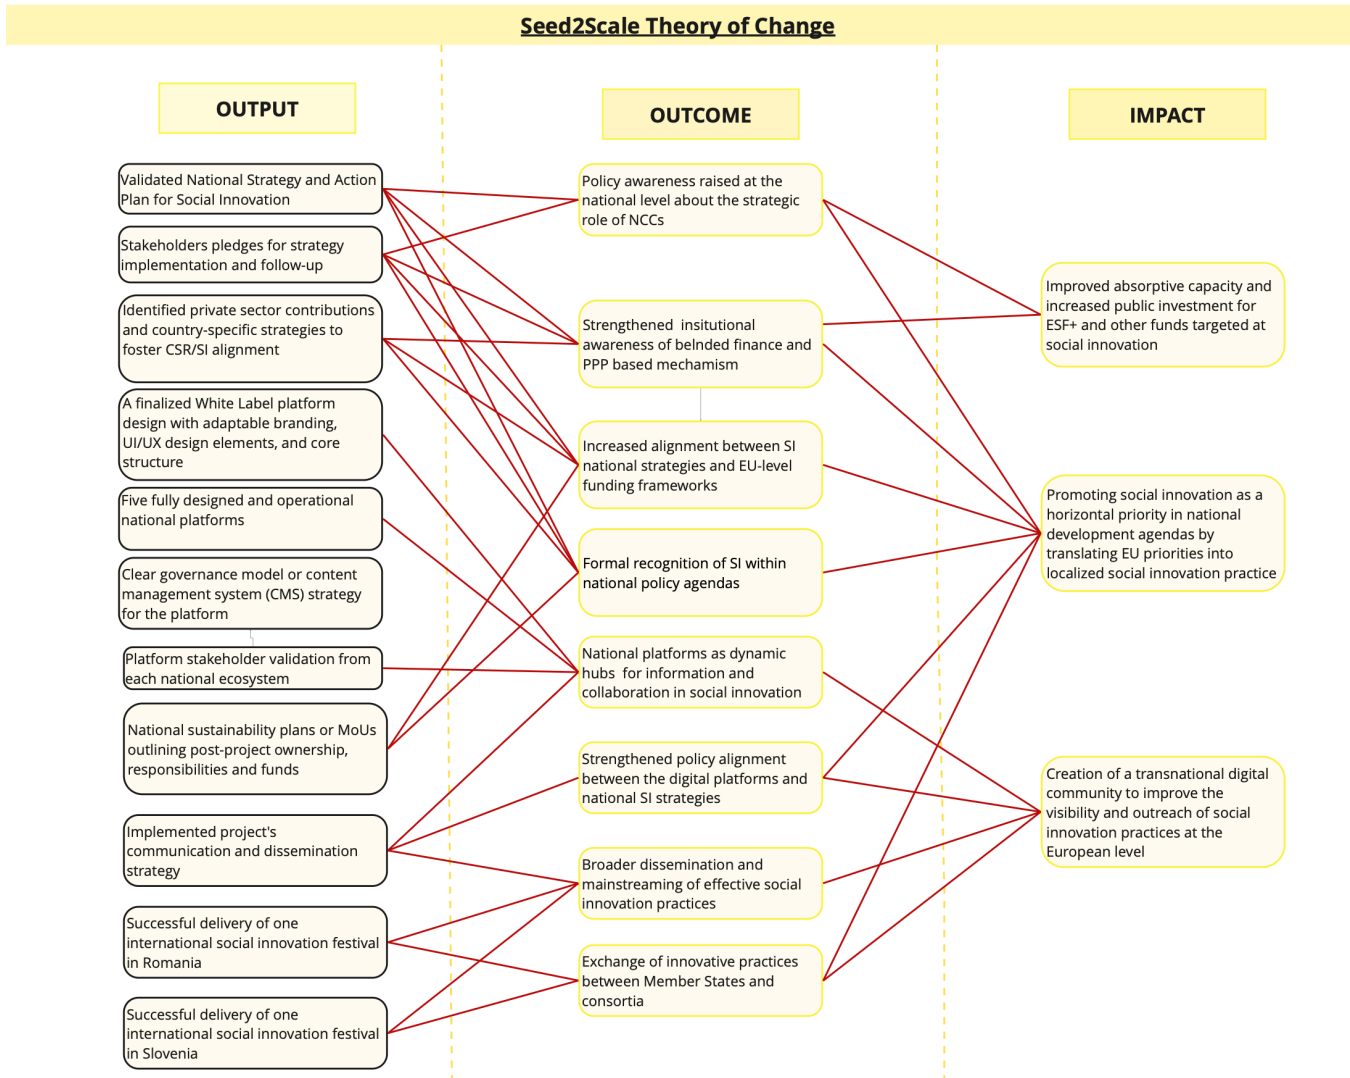 Seed2Scale Theory of Change
OUTPUT
Validated National Strategy and Action
Plan for Social Innovation
Stakeholders pledges for strategy
implementation and follow-up
Identified private sector contributions
and country-specific strategies to
foster CSR/SI alignment
A finalized White Label platform
design with adaptable branding,
UI/UX design elements, and core
structure
Five fully designed and operational
national platforms
Clear governance model or content
management system (CMS) strategy
for the platform
Platform stakeholder validation from
each national ecosystem
National sustainability plans or MoUs
outlining post-project ownership,
responsibilities and funds
Implemented project's
communication and dissemination
strategy
Successful delivery of one
international social innovation festival
in Romania
Successful delivery of one
international social innovation festival
in Slovenia
OUTCOME
Policy awareness raised at the
national level about the strategic
role of NCCs
Strengthened insitutional
awareness of belnded finance and
PPP based mechamism
Increased alignment between SI
national strategies and EU-level
funding frameworks
Formal recognition of SI within
national policy agendas
National platforms as dynamic
hubs for information and
collaboration in social innovation
Strengthened policy alignment
between the digital platforms and
national SI strategies
Broader dissemination and
mainstreaming of effective social
innovation practices
Exchange of innovative practices
between Member States and
consortia
IMPACT
Improved absorptive capacity and
increased public investment for
ESF+ and other funds targeted at
social innovation
Promoting social innovation as a
horizontal priority in national
development agendas by
translating EU priorities into
localized social innovation practice
Creation of a transnational digital
community to improve the
visibility and outreach of social
innovation practices at the
European level